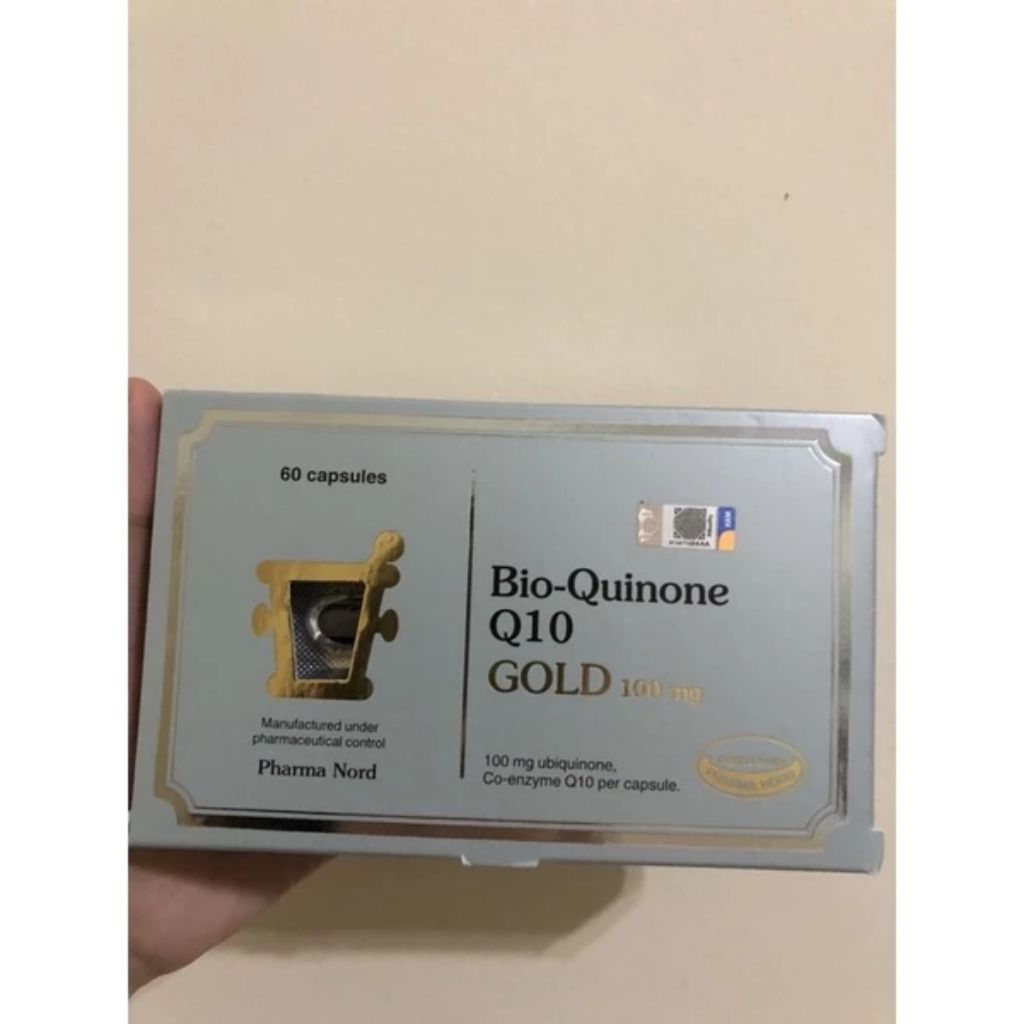 60 capsules
Manufactured under
pharmaceutical control
Pharma Nord
Bio-Quinone
Q10
GOLD 100 mg
100 mg ubiquinone,
Co-enzyme Q10 per capsule.